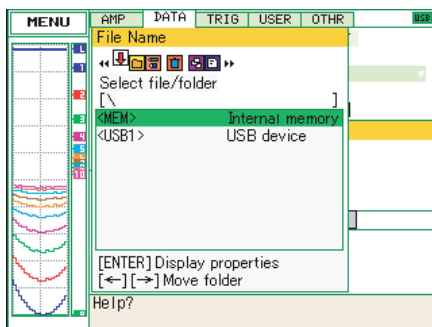 MENU AMP DATA TRIG USER OTHR USB
File Name
Select file/folder
[\ ]
<MEM> Internal memory
<USB1> USB device
[ENTER] Display properties
[←][→] Move folder
Help?